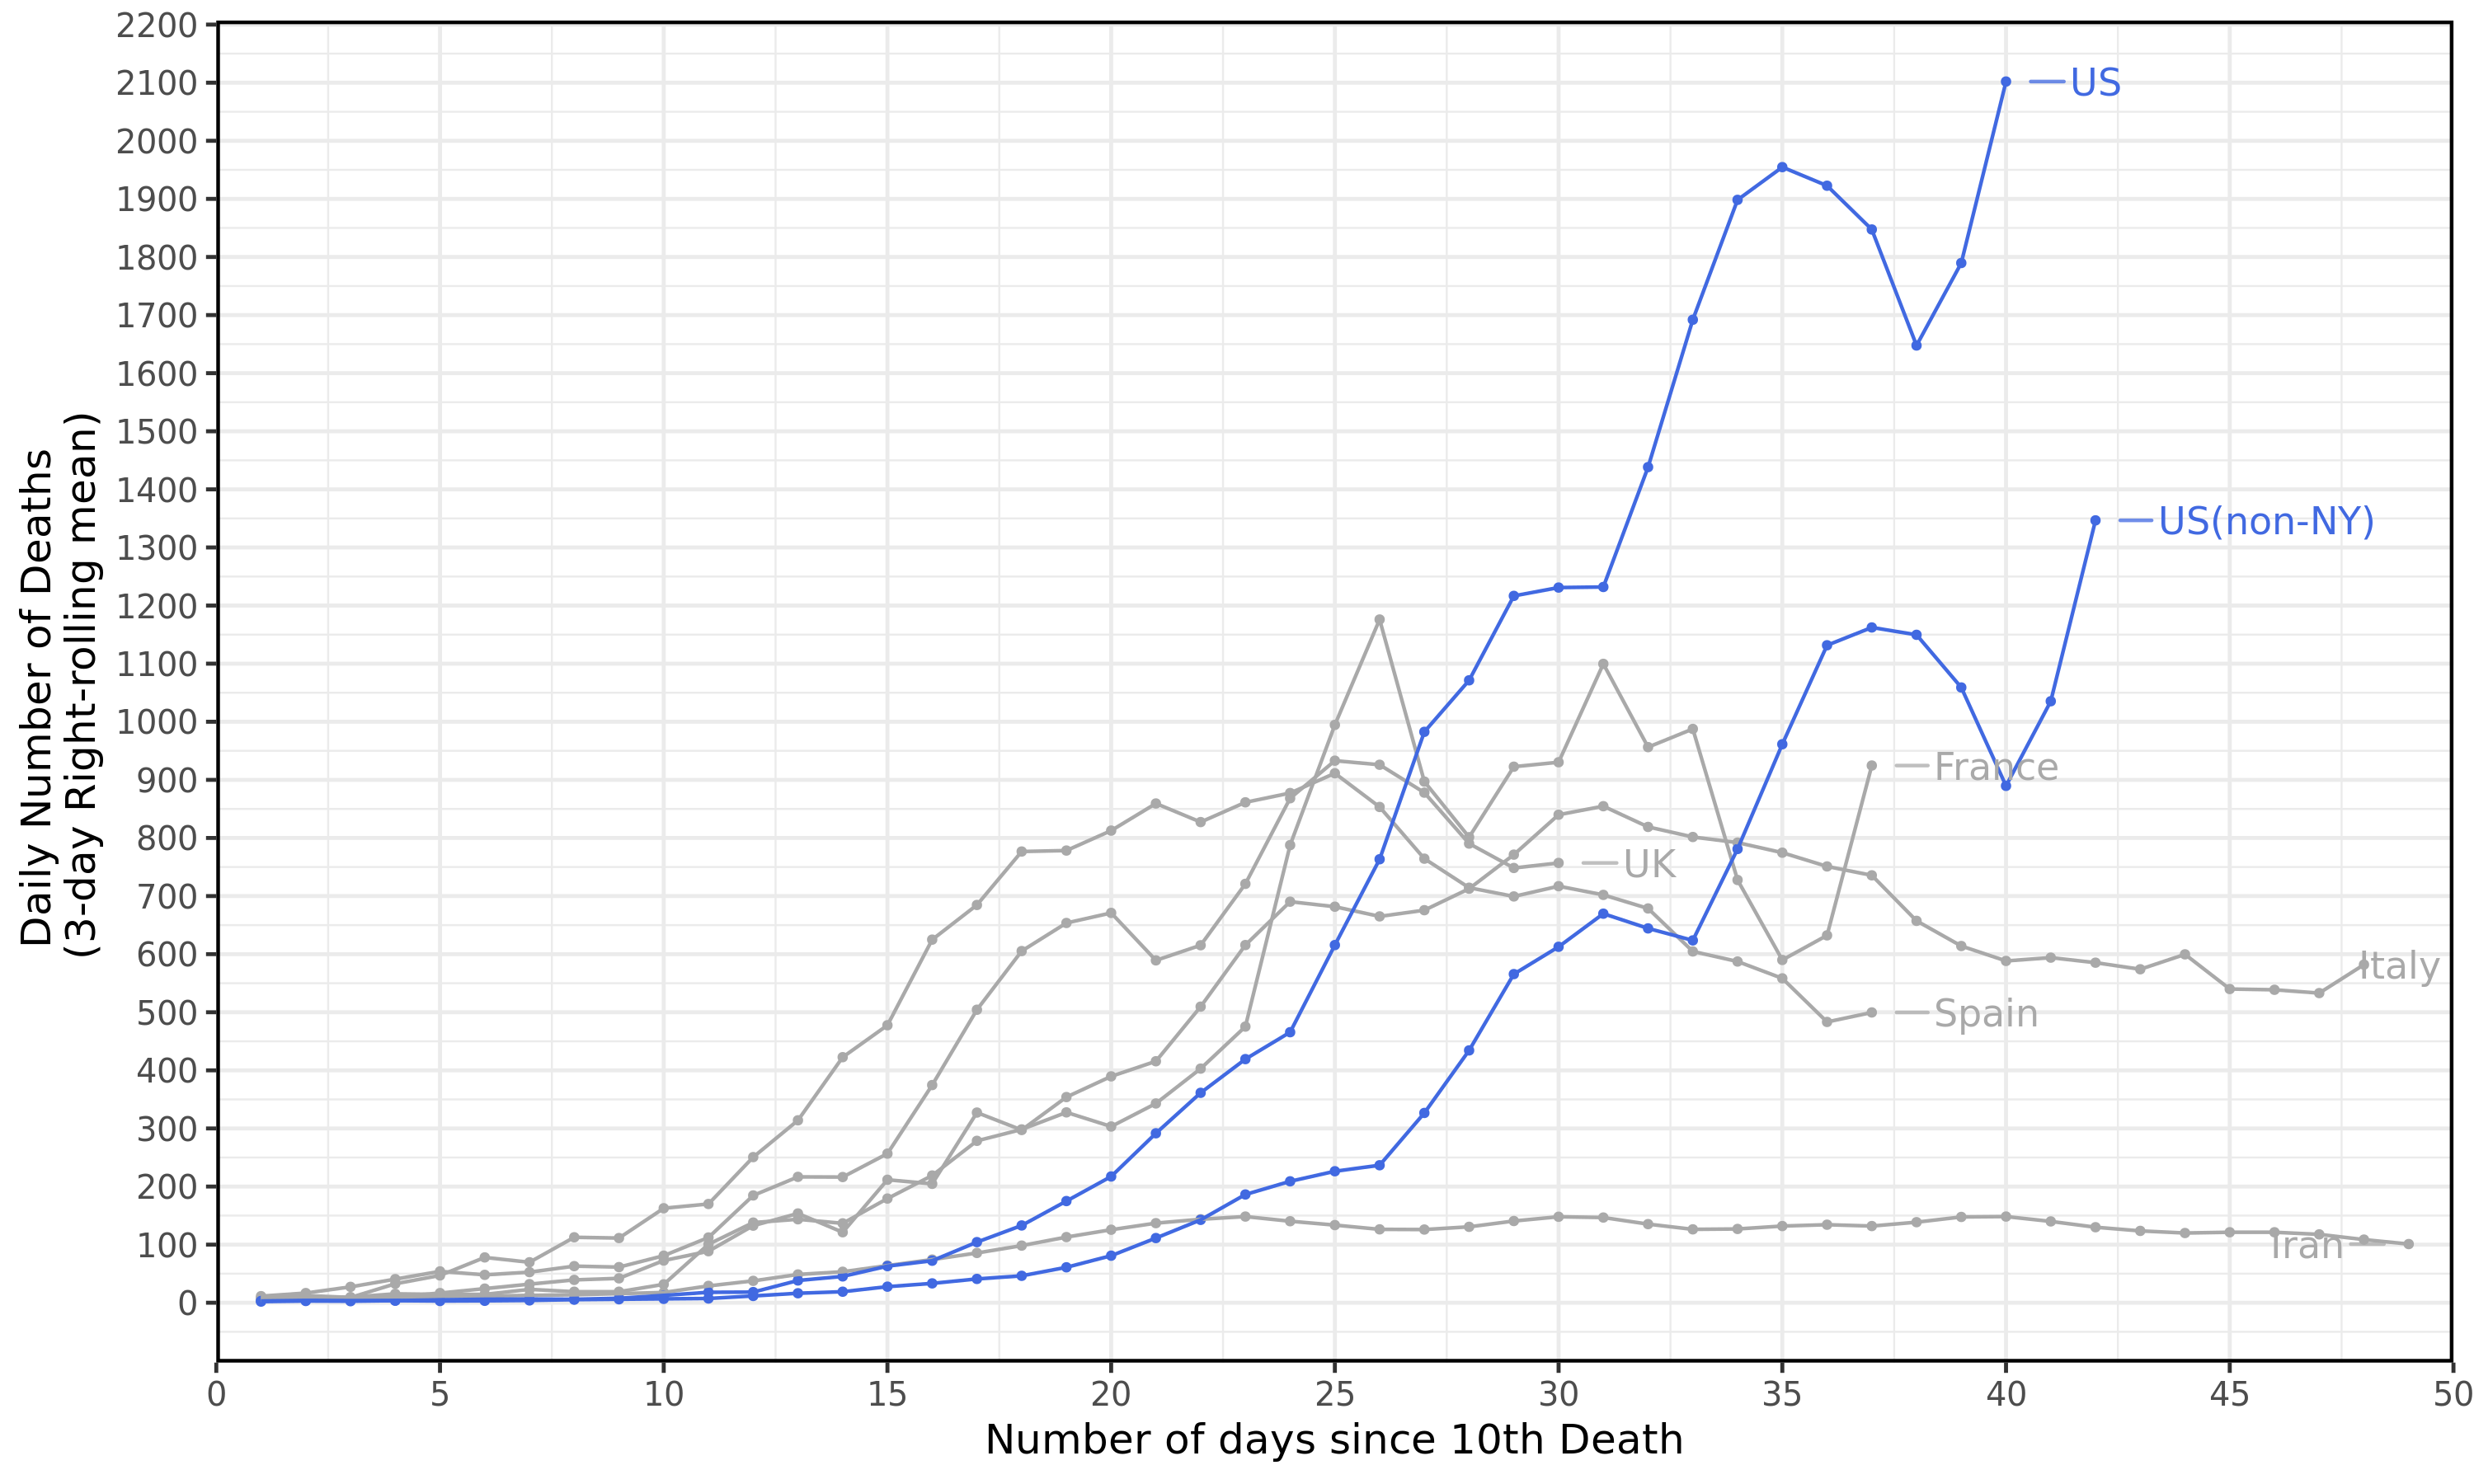 2200
2100
2000
1900
1800
1700
1600
1500
1400
1300
1200
1100
1000
900
800
700
600
500
400
300
200
100
0
Daily Number of Deaths
(3-day Right-rolling mean)
US
US(non-NY)
France
UK
Italy
Spain
Iran
0 5 10 15 20 25 30 35 40 45 50
Number of days since 10th Death